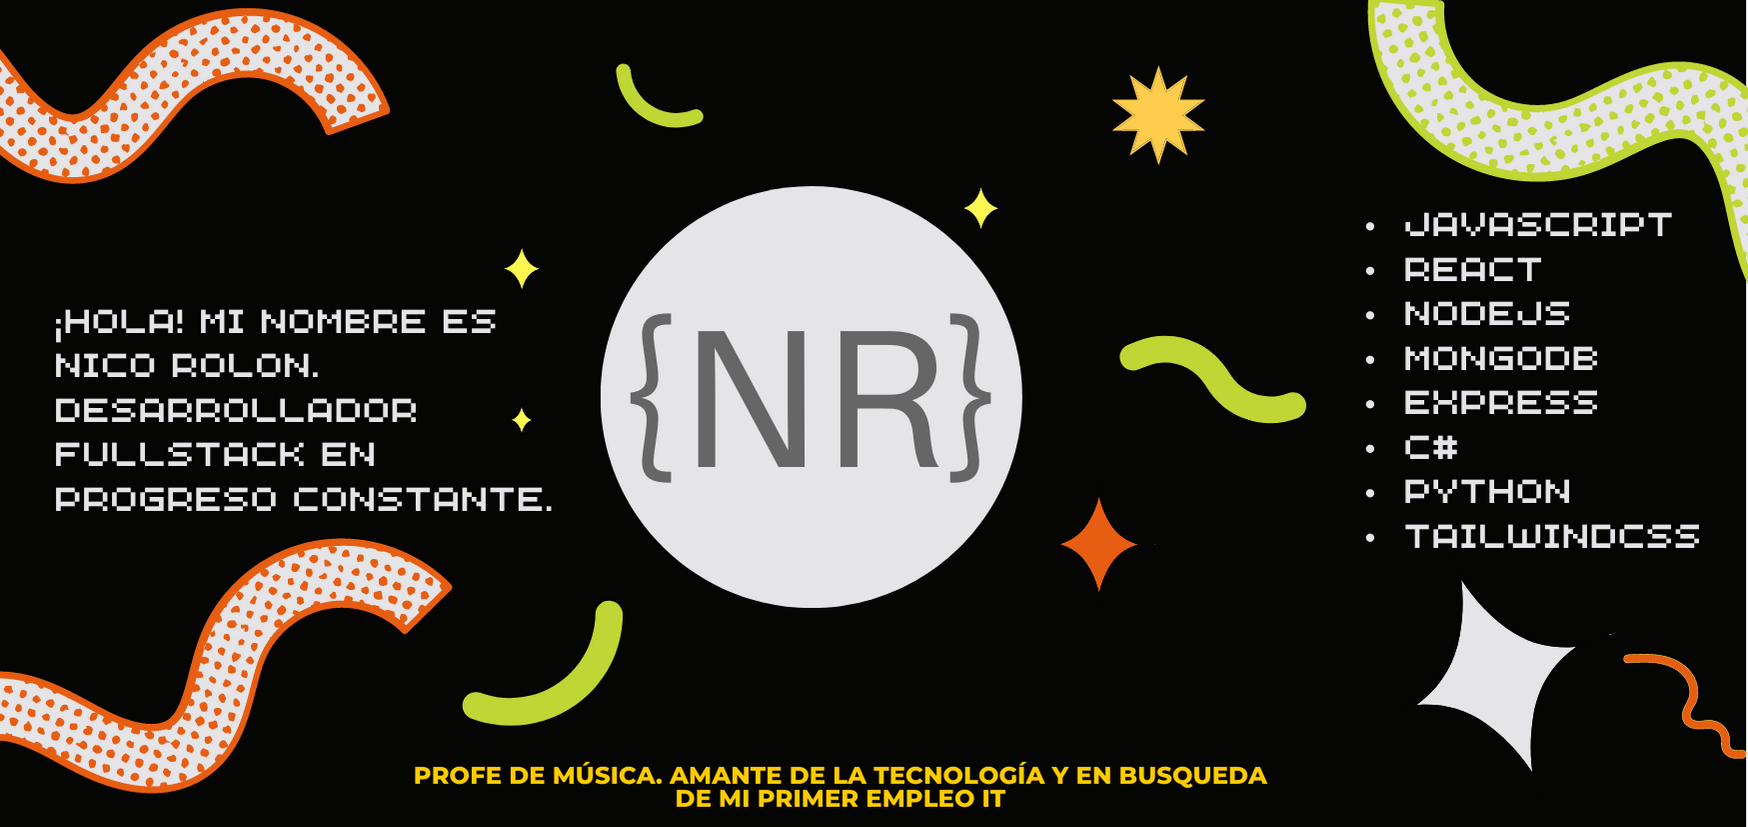 ¡HOLA! MI NOMBRE ES
NICO ROLON.
DESARROLLADOR
FULLSTACK EN
PROGRESO CONSTANTE.
{NR}
• JAVASCRIPT
• REACT
• NODEJS
• MONGODB
• EXPRESS
• C#
• PYTHON
• TAILWINDCSS
PROFE DE MÚSICA. AMANTE DE LA TECNOLOGÍA Y EN BUSQUEDA
DE MI PRIMER EMPLEO IT